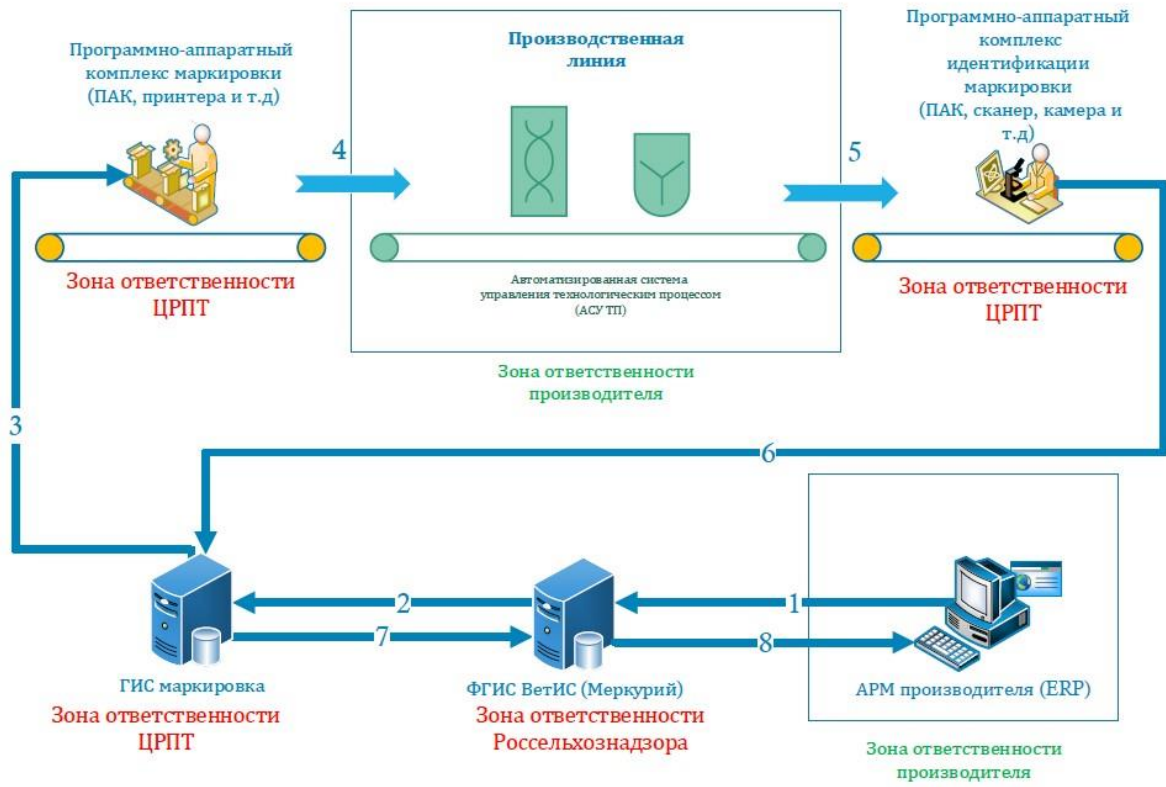 Программно-аппаратный
комплекс маркировки
(ПАК, принтера и т.д)
4
Зона ответственности
ЦРПТ
Производственная
линия
Автоматизированная система
управления технологическим процессом
(АСУ ТП)
Зона ответственности
производителя
5
Программно-аппаратный
комплекс
идентификации
маркировки
(ПАК, сканер, камера и
т.д)
Зона ответственности
ЦРПТ
3
6
2
7
1
8
ГИС маркировка
Зона ответственности
ЦРПТ
ФГИС ВетИС (Меркурий)
Зона ответственности
Россельхознадзора
АРМ производителя (ERP)
Зона ответственности
производителя